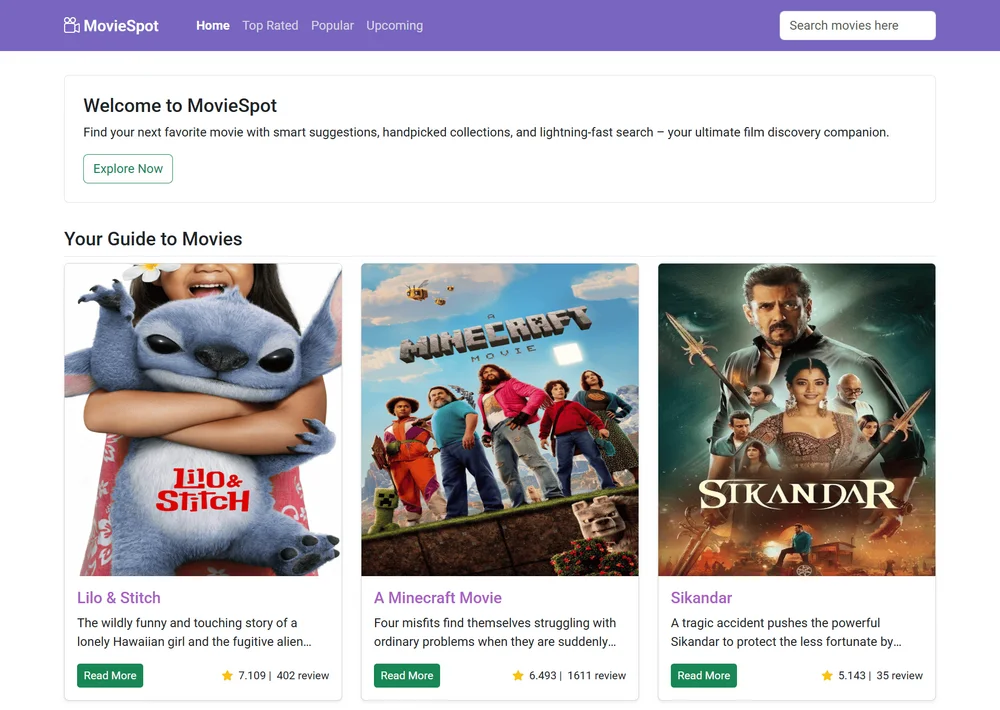 MovieSpot
Home Top Rated Popular Upcoming
Search movies here
Welcome to MovieSpot
Find your next favorite movie with smart suggestions, handpicked collections, and lightning-fast search – your ultimate film discovery companion.
Explore Now
Your Guide to Movies
Lilo &
Stitch
Lilo & Stitch
The wildly funny and touching story of a
lonely Hawaiian girl and the fugitive alien...
Read More
7.109 | 402 review
A
MINECRAFT
MOVIE
A Minecraft Movie
Four misfits find themselves struggling with
ordinary problems when they are suddenly...
Read More
6.493 | 1611 review
SIKANDAR
Sikandar
A tragic accident pushes the powerful
Sikandar to protect the less fortunate by...
Read More
5.143 | 35 review